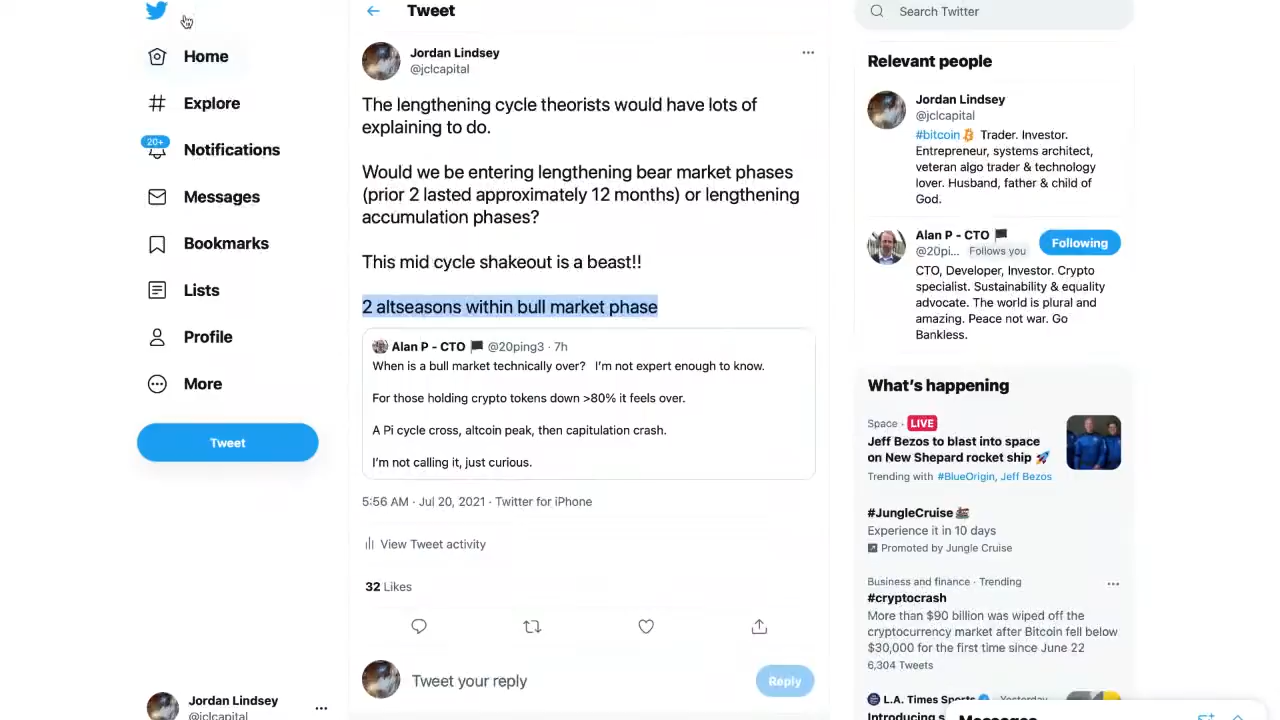 Home
Explore
20+
Notifications
Messages
Bookmarks
Lists
Profile
More
Tweet
Jordan Lindsey
@jclcapital
Tweet
Jordan Lindsey
@jclcapital
The lengthening cycle theorists would have lots of
explaining to do.
Would we be entering lengthening bear market phases
(prior 2 lasted approximately 12 months) or lengthening
accumulation phases?
This mid cycle shakeout is a beast!!
2 altseasons within bull market phase
Alan P - CTO @20ping3 · 7h
When is a bull market technically over? I'm not expert enough to know.
For those holding crypto tokens down >80% it feels over.
A Pi cycle cross, altcoin peak, then capitulation crash.
I'm not calling it, just curious.
5:56 AM · Jul 20, 2021 · Twitter for iPhone
View Tweet activity
32 Likes
Tweet your reply
Reply
Search Twitter
Relevant people
Jordan Lindsey
@jclcapital
#bitcoin Trader. Investor.
Entrepreneur, systems architect,
veteran algo trader & technology
lover. Husband, father & child of
God.
Alan P - CTO
@20pi... Follows you
Following
CTO, Developer, Investor. Crypto
specialist. Sustainability & equality
advocate. The world is plural and
amazing. Peace not war. Go
Bankless.
What's happening
Space · LIVE
Jeff Bezos to blast into space
on New Shepard rocket ship
Trending with #BlueOrigin, Jeff Bezos
#JungleCruise
Experience it in 10 days
Promoted by Jungle Cruise
Business and finance · Trending
#cryptocrash
More than $90 billion was wiped off the
cryptocurrency market after Bitcoin fell below
$30,000 for the first time since June 22
6,304 Tweets
L.A. Times Sports Yesterday
Introducing
Messages